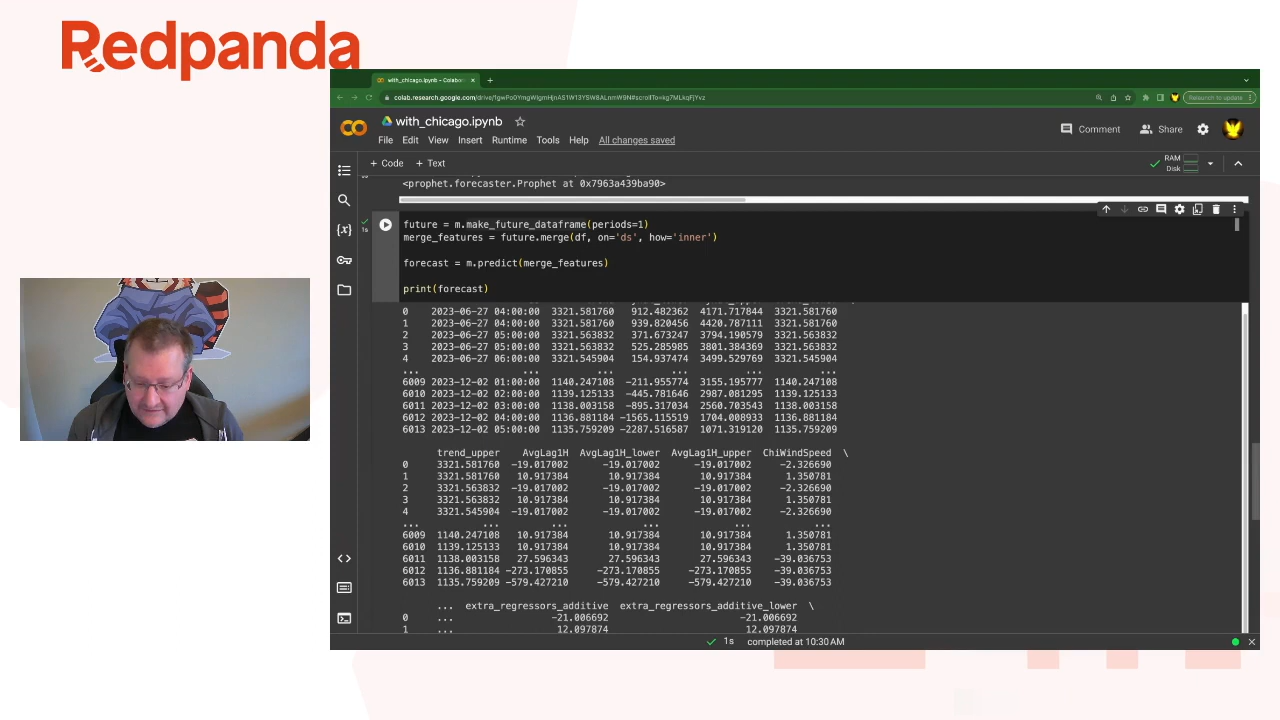 Redpanda
with_chicago.ipynb - Colabor
colab.research.google.com/drive/
Relaunch to update
with_chicago.ipynb
Comment
Share
File Edit View Insert Runtime Tools Help All changes saved
+ Code + Text
RAM
Disk
<prophet.forecaster.Prophet at 0x7963a439ba90>
{x}
1s
future = m.make_future_dataframe(periods=1)
merge_features = future.merge(df, on='ds', how='inner')
forecast = m.predict(merge_features)
print(forecast)
0 2023-06-27 04:00:00 3321.581760 912.482362 4171.717844 3321.581760
1 2023-06-27 04:00:00 3321.581760 939.820456 4420.787111 3321.581760
2 2023-06-27 05:00:00 3321.563832 371.673247 3794.190579 3321.563832
3 2023-06-27 05:00:00 3321.563832 525.285985 3801.384369 3321.563832
4 2023-06-27 06:00:00 3321.545904 154.937474 3499.529769 3321.545904
... ... ... ... ... ...
6009 2023-12-02 01:00:00 1140.247108 -211.955774 3155.195777 1140.247108
6010 2023-12-02 02:00:00 1139.125133 -445.781646 2987.081295 1139.125133
6011 2023-12-02 03:00:00 1138.003158 -895.317034 2560.703543 1138.003158
6012 2023-12-02 04:00:00 1136.881184 -1565.115519 1704.008933 1136.881184
6013 2023-12-02 05:00:00 1135.759209 -2287.516587 1071.319120 1135.759209
trend_upper AvgLag1H AvgLag1H_lower AvgLag1H_upper ChiWindSpeed \
0 3321.581760 -19.017002 -19.017002 -19.017002 -2.326690
1 3321.581760 10.917384 10.917384 10.917384 1.350781
2 3321.563832 -19.017002 -19.017002 -19.017002 -2.326690
3 3321.563832 10.917384 10.917384 10.917384 1.350781
4 3321.545904 -19.017002 -19.017002 -19.017002 -2.326690
... ... ... ... ... ...
6009 1140.247108 10.917384 10.917384 10.917384 1.350781
6010 1139.125133 10.917384 10.917384 10.917384 1.350781
6011 1138.003158 27.596343 27.596343 27.596343 -39.036753
6012 1136.881184 -273.170855 -273.170855 -273.170855 -39.036753
6013 1135.759209 -579.427210 -579.427210 -579.427210 -39.036753
... extra_regressors_additive extra_regressors_additive_lower \
0 ... -21.006692 -21.006692
1 ... 12.097874 12.097874
1s completed at 10:30 AM